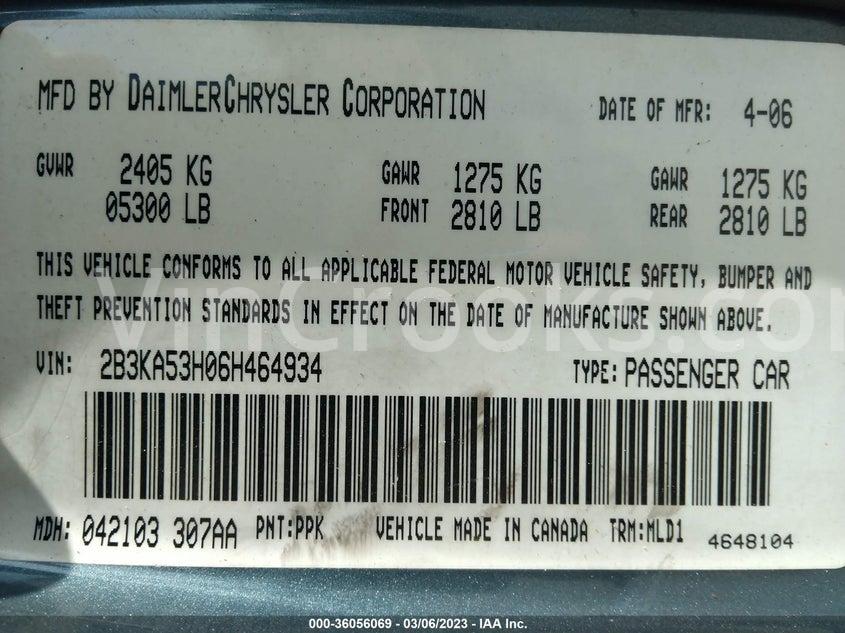 MFD BY DAIMLERCHRYSLER CORPORATION DATE OF MFR: 4-06
GVWR 2405 KG GAWR 1275 KG GAWR 1275 KG
05300 LB FRONT 2810 LB REAR 2810 LB
THIS VEHICLE CONFORMS TO ALL APPLICABLE FEDERAL MOTOR VEHICLE SAFETY, BUMPER AND
THEFT PREVENTION STANDARDS IN EFFECT ON THE DATE OF MANUFACTURE SHOWN ABOVE.
VinCrooks.com
VIN: 2B3KA53H06H464934 TYPE: PASSENGER CAR
MDH: 042103 307AA PNT:PPK VEHICLE MADE IN CANADA TRM:MLD1 4648104
000-36056069 - 03/06/2023 - IAA Inc.